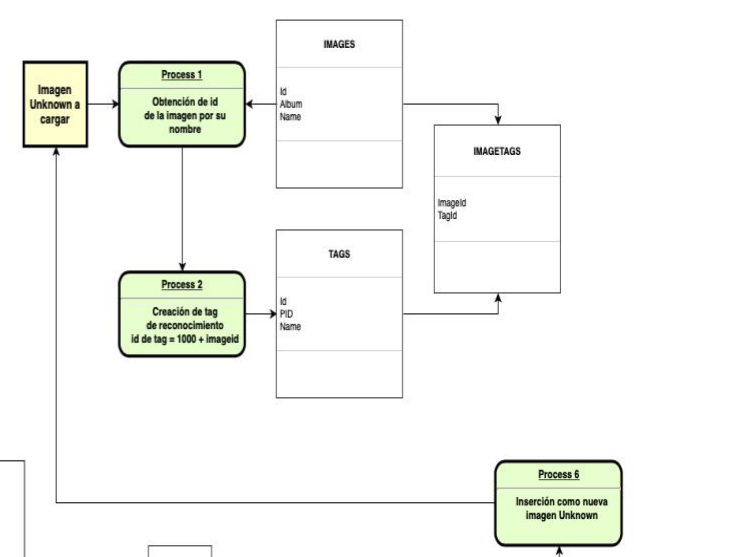 IMAGES
Id
Album
Name
Imagen
Unknown a
cargar
Process 1
Obtención de id
de la imagen por su
nombre
IMAGETAGS
ImageId
TagId
TAGS
Id
PID
Name
Process 2
Creación de tag
de reconocimiento
id de tag = 1000 + imageid
Process 6
Inserción como nueva
imagen Unknown